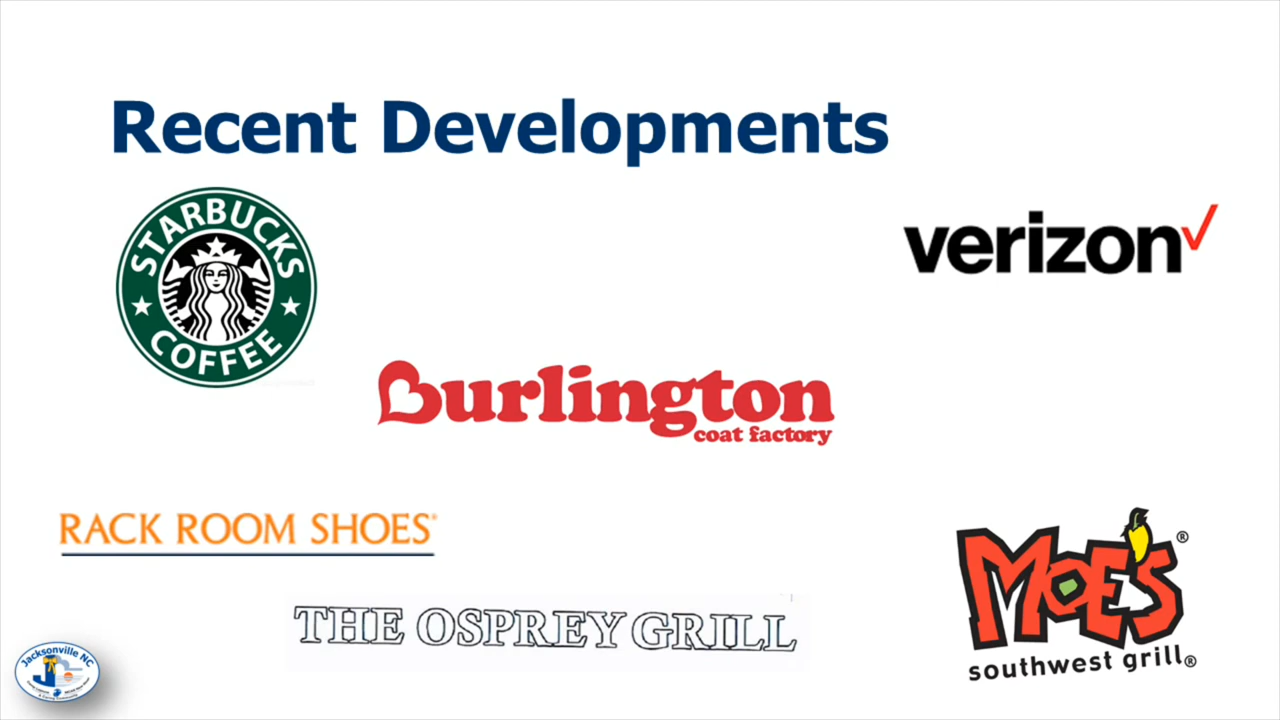 Recent Developments
STARBUCKS
COFFEE
verizon
Burlington
coat factory
RACK ROOM SHOES®
THE OSPREY GRILL
MOE'S®
southwest grill®
Jacksonville NC